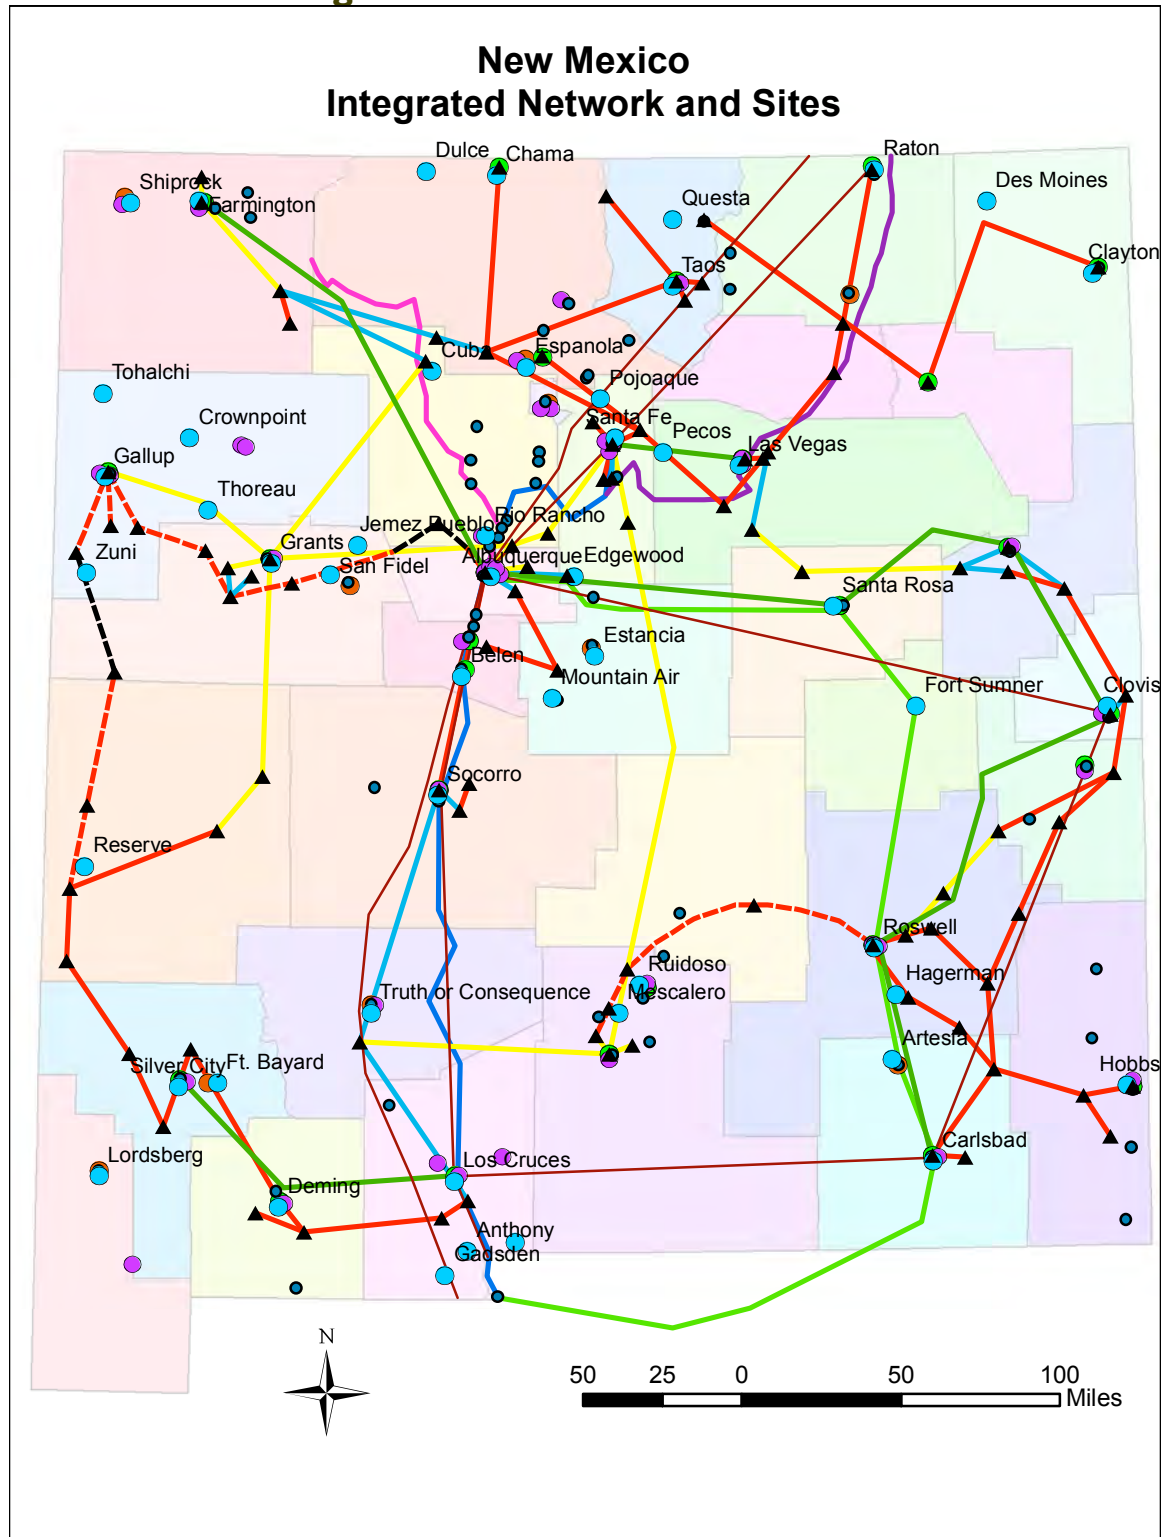 New Mexico
Integrated Network and Sites
Dulce
Chama
Raton
Shiprock
Farmington
Questa
Des Moines
Taos
Clayton
Cuba
Espanola
Tohalchi
Pojoaque
Crownpoint
Santa Fe
Pecos
Las Vegas
Gallup
Thoreau
Jemez Pueblo
Rio Rancho
Zuni
Grants
San Fidel
Albuquerque
Edgewood
Santa Rosa
Estancia
Belen
Mountain Air
Fort Sumner
Clovis
Socorro
Reserve
Roswell
Ruidoso
Hagerman
Truth or Consequence
Mescalero
Artesia
Silver City
Ft. Bayard
Hobbs
Carlsbad
Lordsberg
Los Cruces
Deming
Anthony
Gadsden
N
50 25 0 50 100
Miles